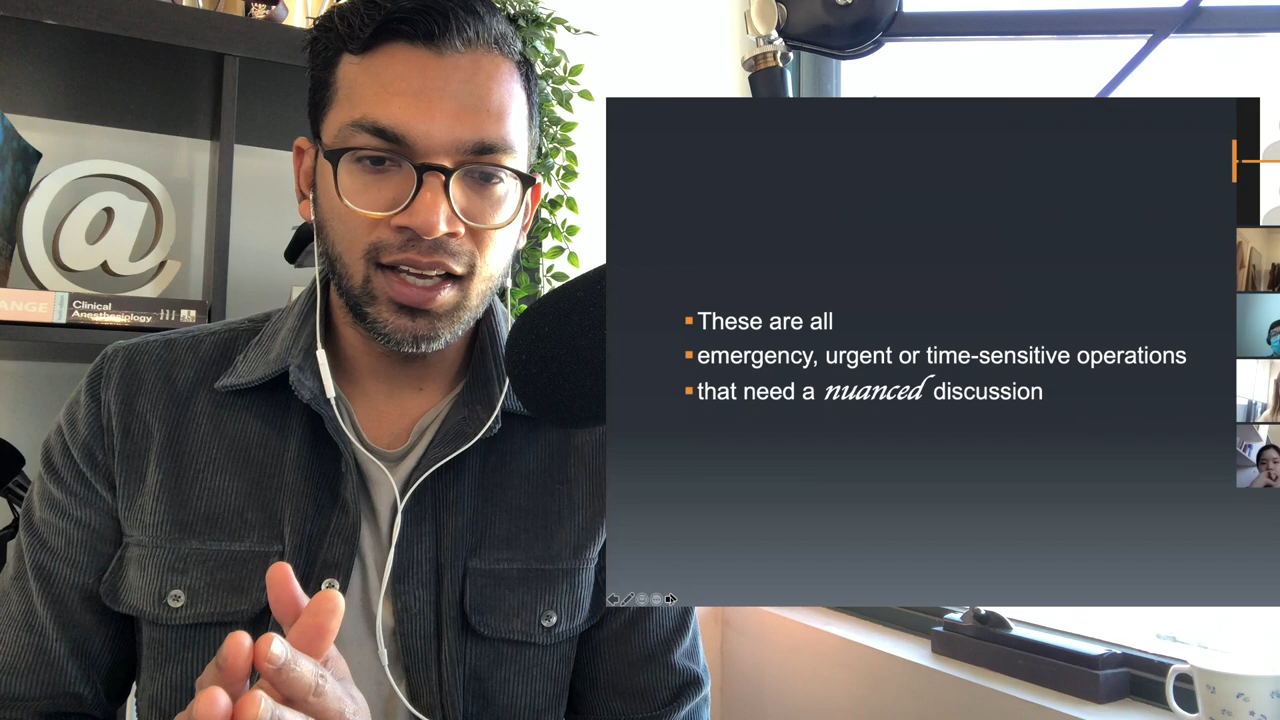 @
ANGE
Clinical
Anesthesiology
These are all
emergency, urgent or time-sensitive operations
that need a nuanced discussion